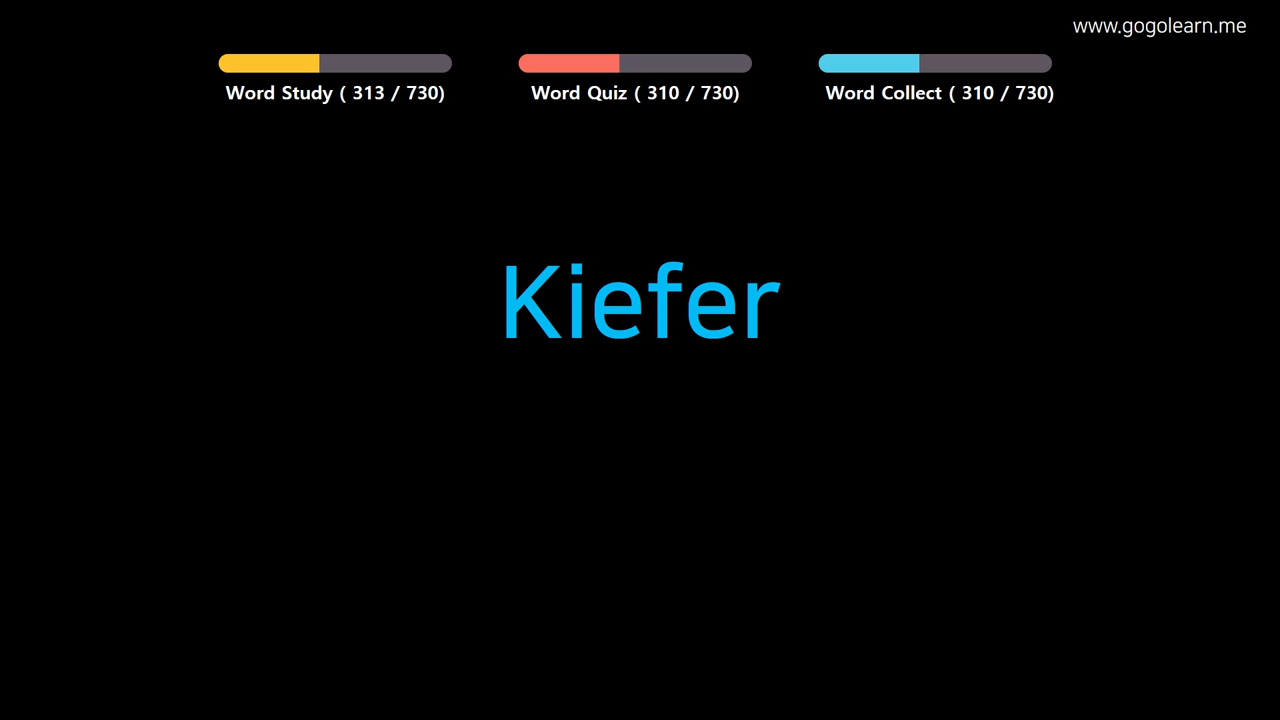 www.gogolearn.me
Word Study ( 313 / 730)
Word Quiz ( 310 / 730)
Word Collect ( 310 / 730)
Kiefer